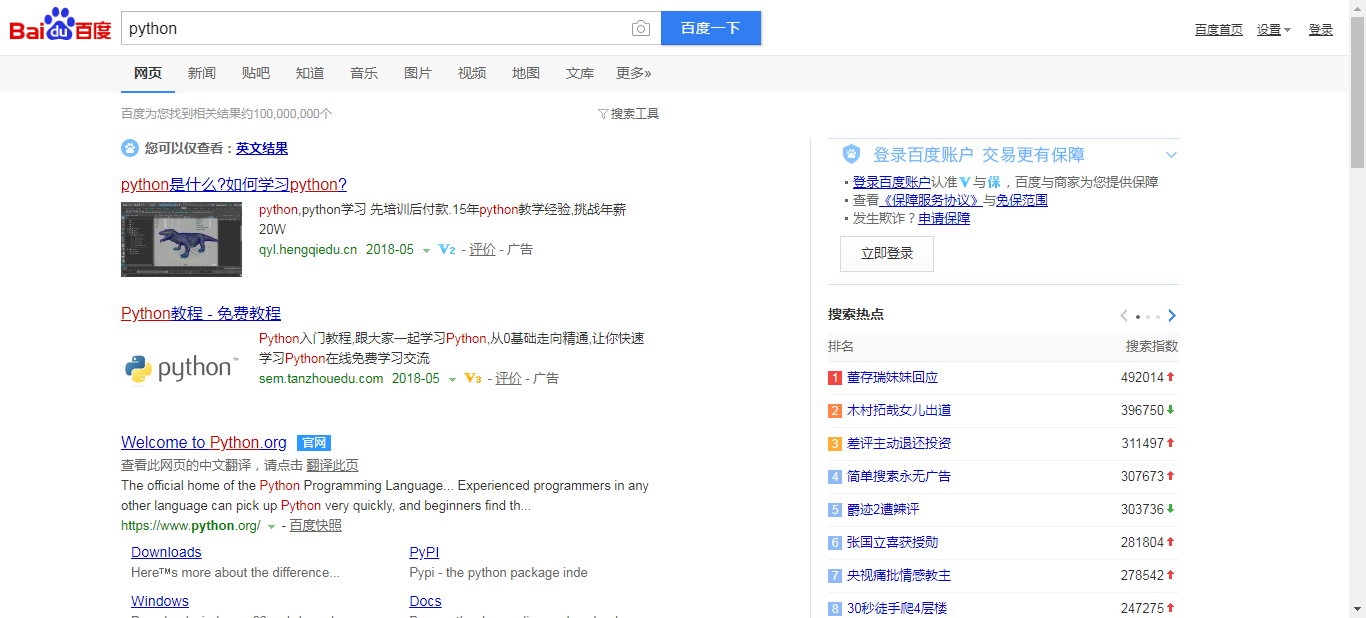 Bai du 百度
python
百度一下
百度首页 设置 登录
网页 新闻 贴吧 知道 音乐 图片 视频 地图 文库 更多»
百度为您找到相关结果约100,000,000个
搜索工具
您可以仅查看：英文结果
python是什么?如何学习python?
python,python学习 先培训后付款.15年python教学经验,挑战年薪
20W
qyl.hengqiedu.cn 2018-05 V2 - 评价 - 广告
Python教程 - 免费教程
python™
Python入门教程,跟大家一起学习Python,从0基础走向精通,让你快速
学习Python在线免费学习交流
sem.tanzhouedu.com 2018-05 V3 - 评价 - 广告
Welcome to Python.org 官网
查看此网页的中文翻译，请点击 翻译此页
The official home of the Python Programming Language... Experienced programmers in any
other language can pick up Python very quickly, and beginners find th...
https://www.python.org/ - 百度快照
Downloads
Here™s more about the difference...
PyPI
Pypi - the python package inde
Windows
Docs
登录百度账户 交易更有保障
登录百度账户认准V与保，百度与商家为您提供保障
查看《保障服务协议》与免保范围
发生欺诈？申请保障
立即登录
搜索热点
排名 搜索指数
1 董存瑞妹妹回应 492014
2 木村拓哉女儿出道 396750
3 差评主动退还投资 311497
4 简单搜索永无广告 307673
5 爵迹2遭辣评 303736
6 张国立喜获授勋 281804
7 央视痛批情感教主 278542
8 30秒徒手爬4层楼 247275